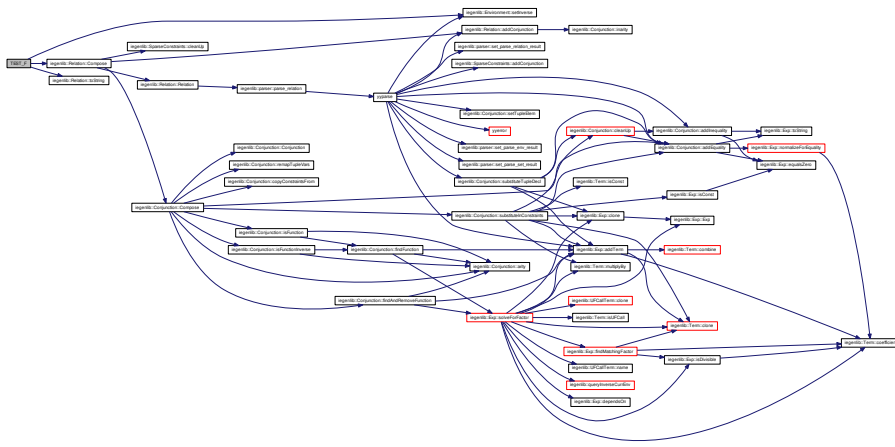 TEST_F
iegenlib::Environment::setInverse
iegenlib::Relation::addConjunction
iegenlib::Conjunction::inarity
iegenlib::SparseConstraints::cleanUp
iegenlib::parser::set_parse_relation_result
iegenlib::Relation::Compose
iegenlib::SparseConstraints::addConjunction
iegenlib::Relation::toString
iegenlib::Relation::Relation
iegenlib::parser::parse_relation
yyparse
iegenlib::Conjunction::setTupleElem
yyerror
iegenlib::Conjunction::cleanUp
iegenlib::Conjunction::addInequality
iegenlib::Exp::toString
iegenlib::Conjunction::Conjunction
iegenlib::parser::set_parse_env_result
iegenlib::Conjunction::addEquality
iegenlib::Exp::normalizeForEquality
iegenlib::Conjunction::remapTupleVars
iegenlib::parser::set_parse_set_result
iegenlib::Exp::equalsZero
iegenlib::Conjunction::copyConstraintsFrom
iegenlib::Conjunction::substituteTupleDecl
iegenlib::Term::isConst
iegenlib::Exp::isConst
iegenlib::Conjunction::Compose
iegenlib::Conjunction::substituteInConstraints
iegenlib::Exp::clone
iegenlib::Exp::Exp
iegenlib::Conjunction::isFunction
iegenlib::Conjunction::isFunctionInverse
iegenlib::Conjunction::findFunction
iegenlib::Exp::addTerm
iegenlib::Term::combine
iegenlib::Conjunction::arity
iegenlib::Term::multiplyBy
iegenlib::Conjunction::findAndRemoveFunction
iegenlib::UFCallTerm::clone
iegenlib::Exp::solveForFactor
iegenlib::Term::isUFCall
iegenlib::Term::clone
iegenlib::Term::coefficient
iegenlib::Exp::findMatchingFactor
iegenlib::Exp::isDivisible
iegenlib::UFCallTerm::name
iegenlib::queryInverseCurrEnv
iegenlib::Exp::dependsOn